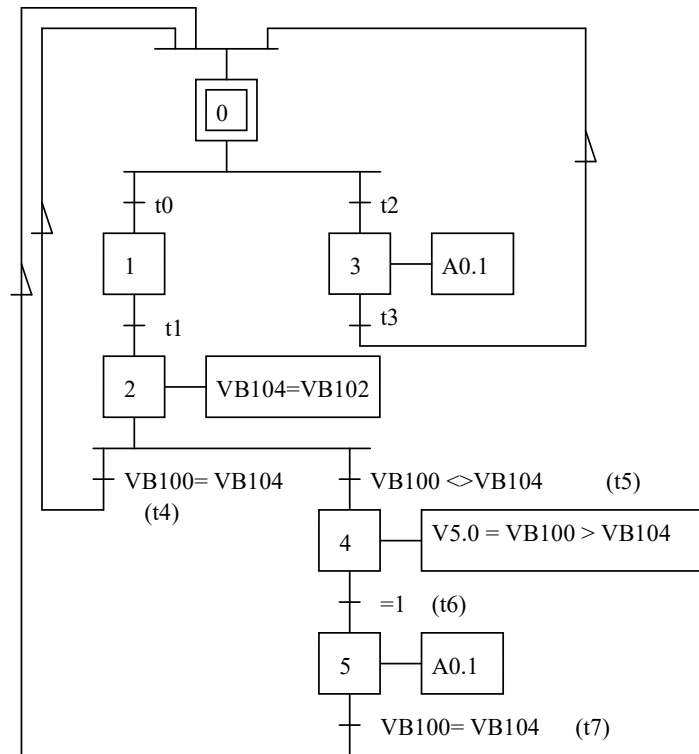 0
t0
t2
1
3
A0.1
t1
t3
2
VB104=VB102
VB100= VB104
(t4)
VB100 <>VB104 (t5)
4
V5.0 = VB100 > VB104
=1 (t6)
5
A0.1
VB100= VB104 (t7)